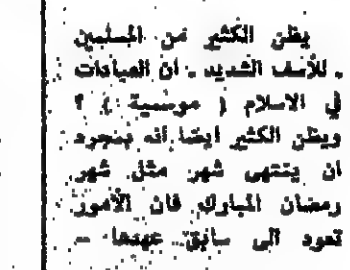 يظن الكثير من المسلمين
ـ للأسف الشديد ـ ان العبادات
في الاسلام ( موسمية ) ؟
ويظن الكثير ايضا انه بمجرد
ان ينتهى شهر مثل شهر
رمضان المبارك فان الأمور
تعود الى سابق عهدها –